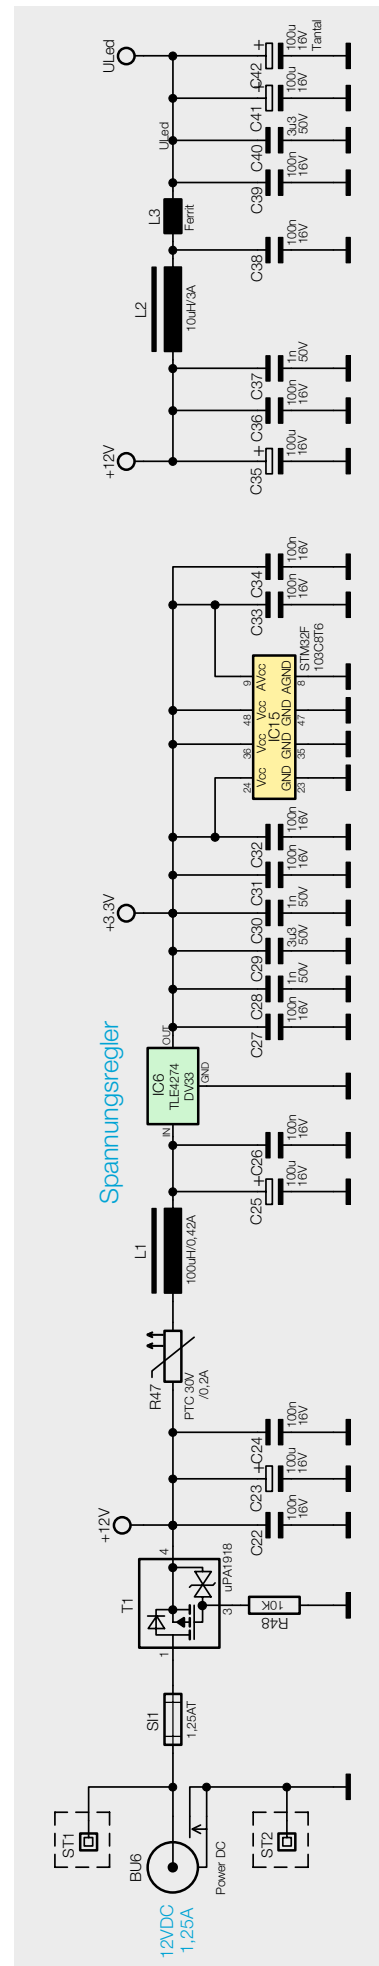 Spannungsregler
12VDC
1,25A
BU6
Power DC
ST1
ST2
SI1
1,25AT
T1
1
4
3
uPA1918
R48
10K
+12V
C22
100n
16V
C23
+
100u
16V
C24
100n
16V
R47
PTC 30V
/0,2A
L1
100uH/0,42A
C25
+
100u
16V
C26
100n
16V
IC6
TLE4274
DV33
IN
OUT
GND
C27
100n
16V
C28
1n
50V
C29
3u3
50V
+3.3V
C30
1n
50V
C31
100n
16V
C32
100n
16V
24
Vcc
36
Vcc
48
Vcc
9
AVcc
IC15
GND
23
GND
35
GND
47
AGND
8
STM32F
103C8T6
C33
100n
16V
C34
100n
16V
+12V
C35
+
100u
16V
C36
100n
16V
C37
1n
50V
L2
10uH/3A
C38
100n
16V
L3
Ferrit
C39
100n
16V
C40
3u3
50V
ULed
C41
+
100u
16V
C42
+
100u
16V
Tantal
ULed